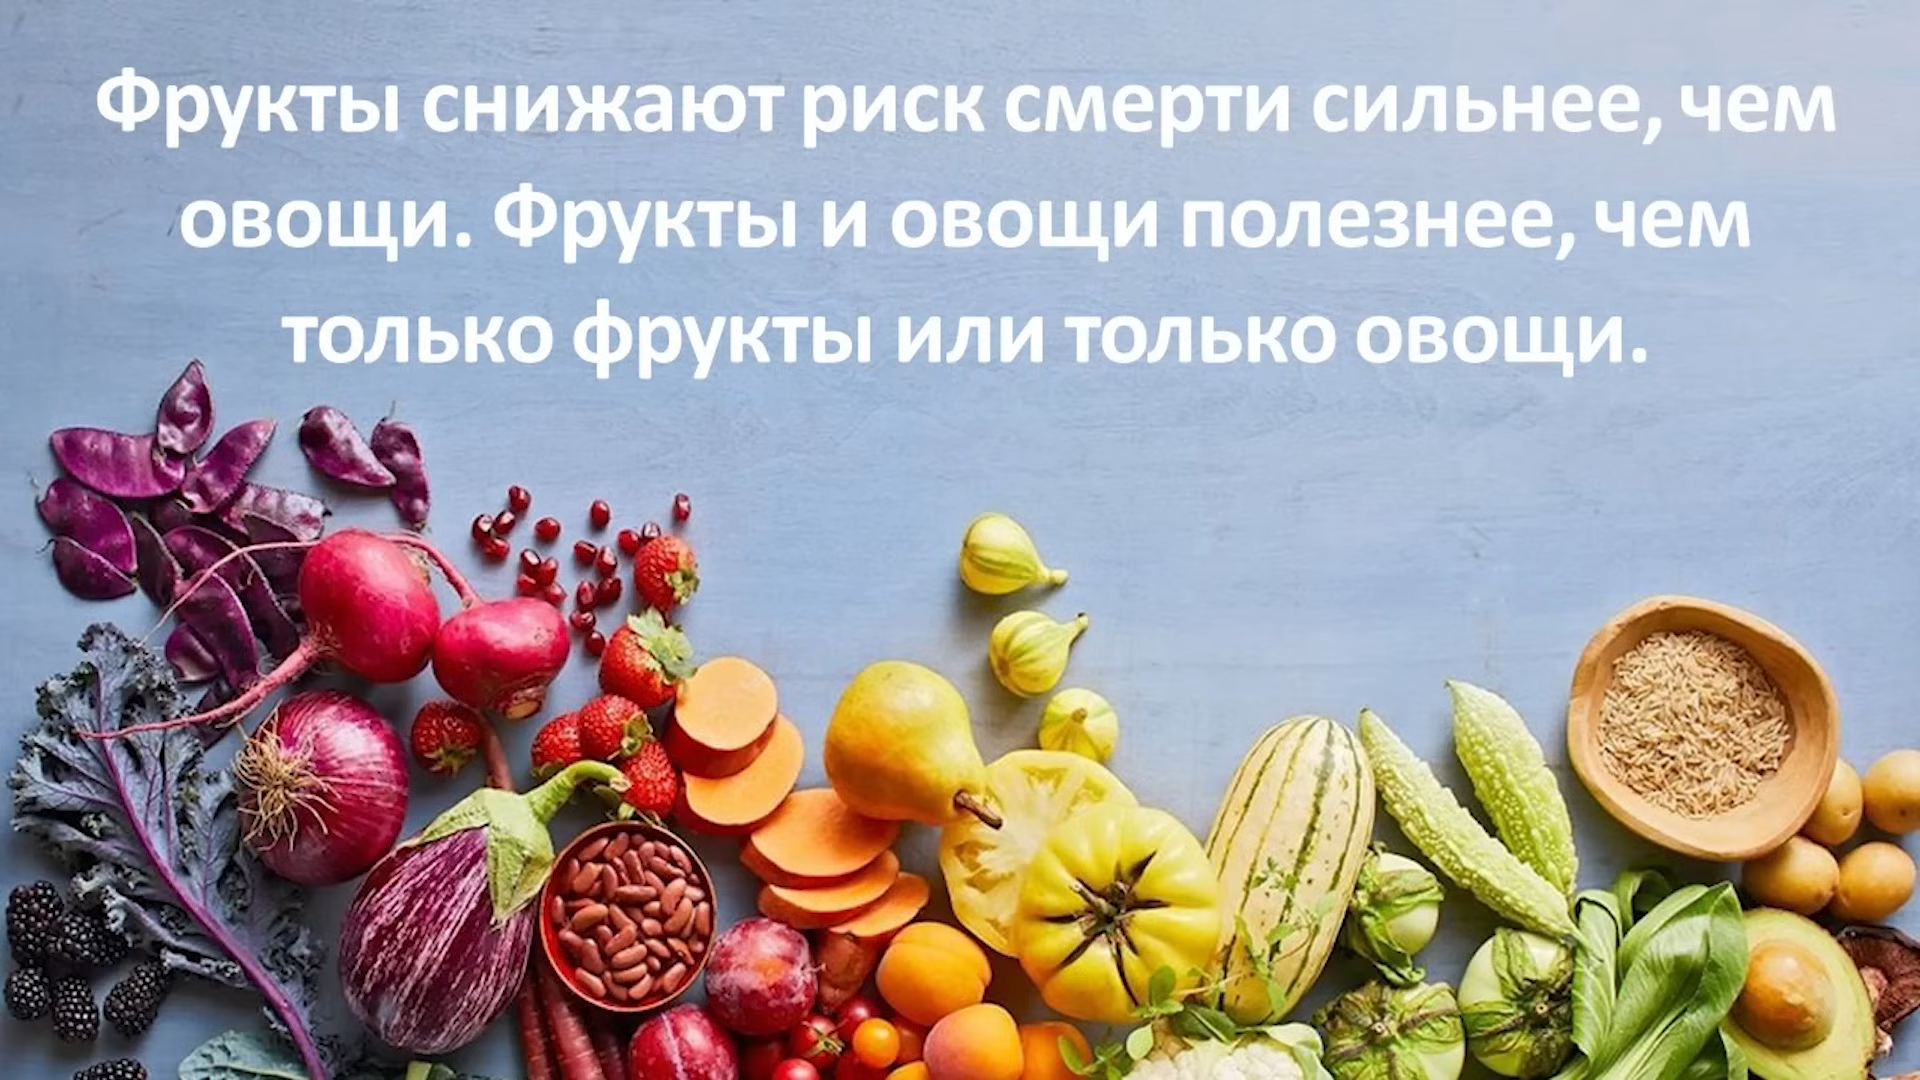 Фрукты снижают риск смерти сильнее, чем
овощи. Фрукты и овощи полезнее, чем
только фрукты или только овощи.